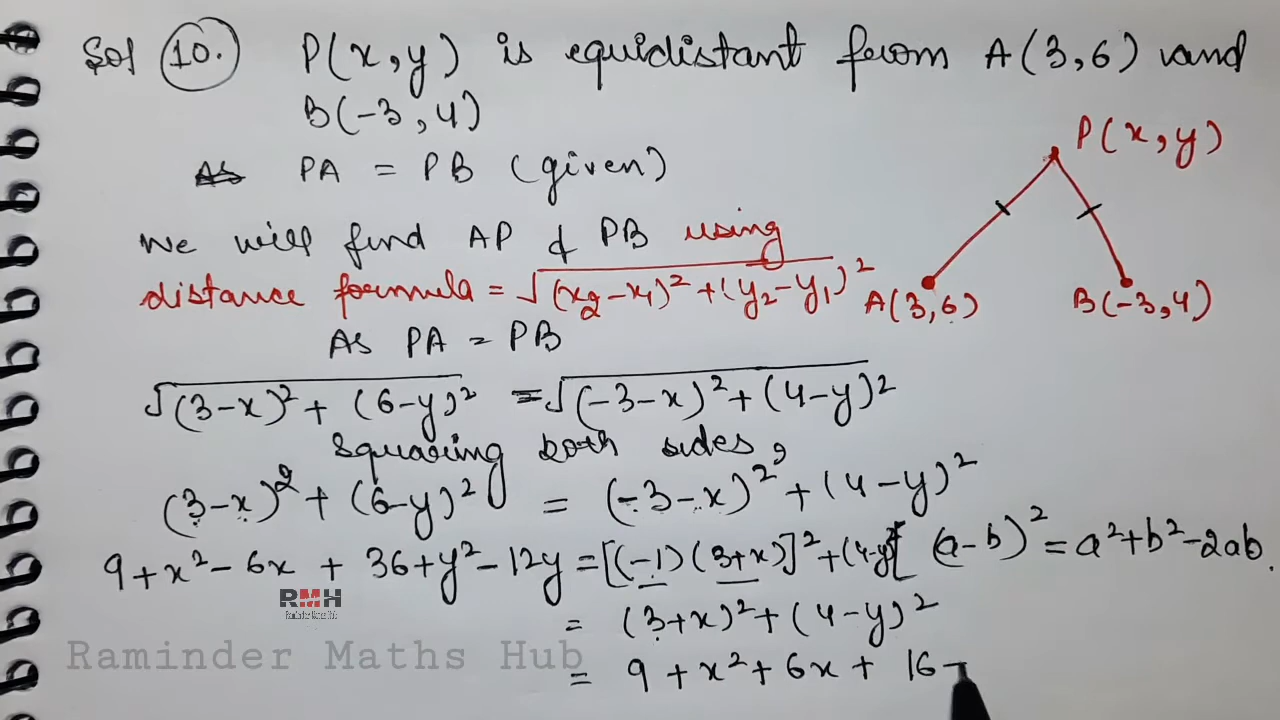 Sol 10. P(x,y) is equidistant from A(3,6) and
B(-3,4)
As PA = PB (given)
P(x,y)
We will find AP & PB using
distance formula = √(x₂-x₁)²+(y₂-y₁)²
A(3,6)
B(-3,4)
As PA = PB
√(3-x)²+(6-y)² = √(-3-x)²+(4-y)²
Squaring both sides,
(3-x)²+(6-y)² = (-3-x)²+(4-y)²
9+x²-6x+36+y²-12y = [(-1)(3+x)]²+(4-y)² [(a-b)²=a²+b²-2ab.
= (3+x)²+(4-y)²
RMH
Raminder Maths Hub
= 9+x²+6x+16